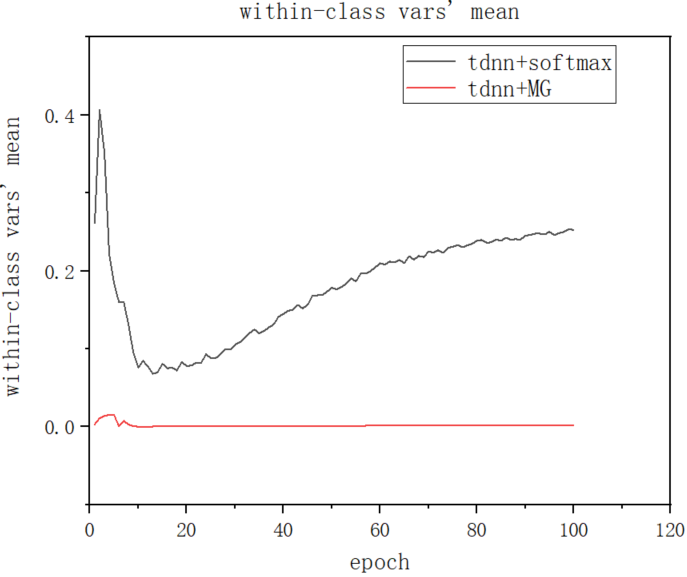 within-class vars' mean
tdnn+softmax
tdnn+MG
within-class vars' mean
0.4
0.2
0.0
0 20 40 60 80 100 120
epoch